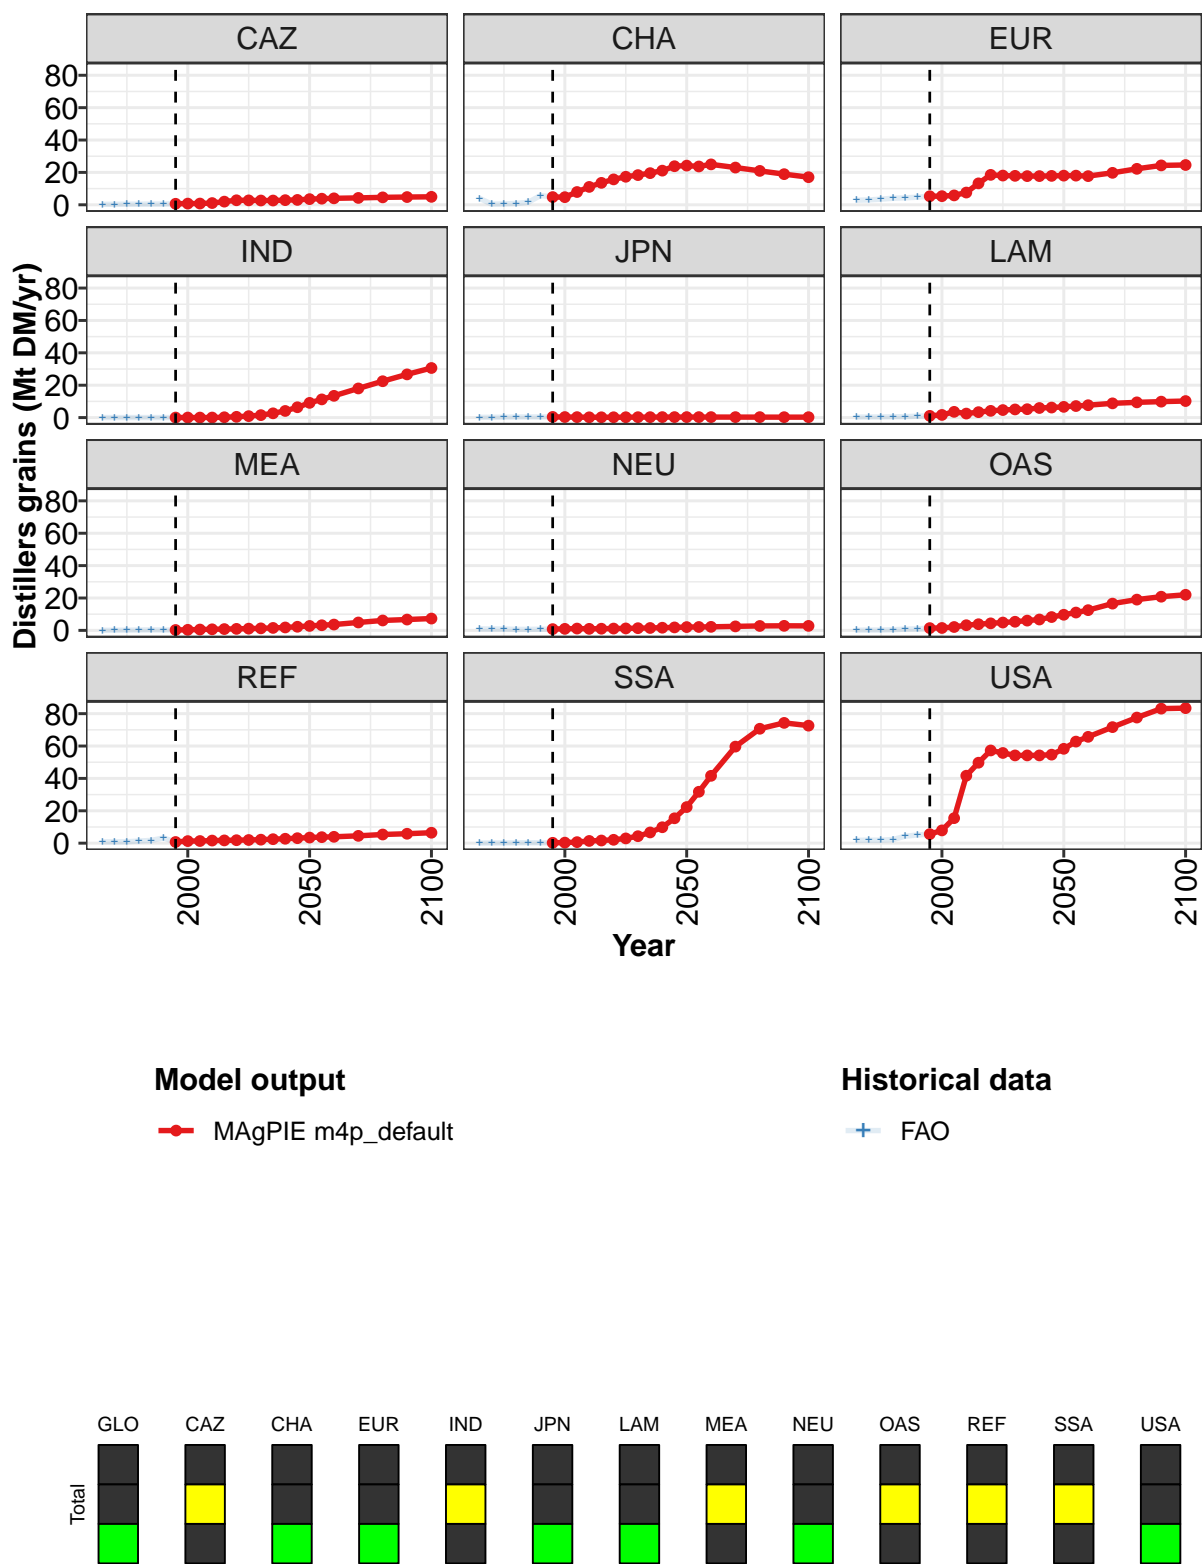 CAZ CHA EUR
80
60
40
20
0
IND JPN LAM
80
60
40
20
0
MEA NEU OAS
80
60
40
20
0
REF SSA USA
80
60
40
20
0
Distillers grains (Mt DM/yr)
2000 2050 2100 2000 2050 2100 2000 2050 2100
Year
Model output
MAgPIE m4p_default
Historical data
FAO
GLO CAZ CHA EUR IND JPN LAM MEA NEU OAS REF SSA USA
Total